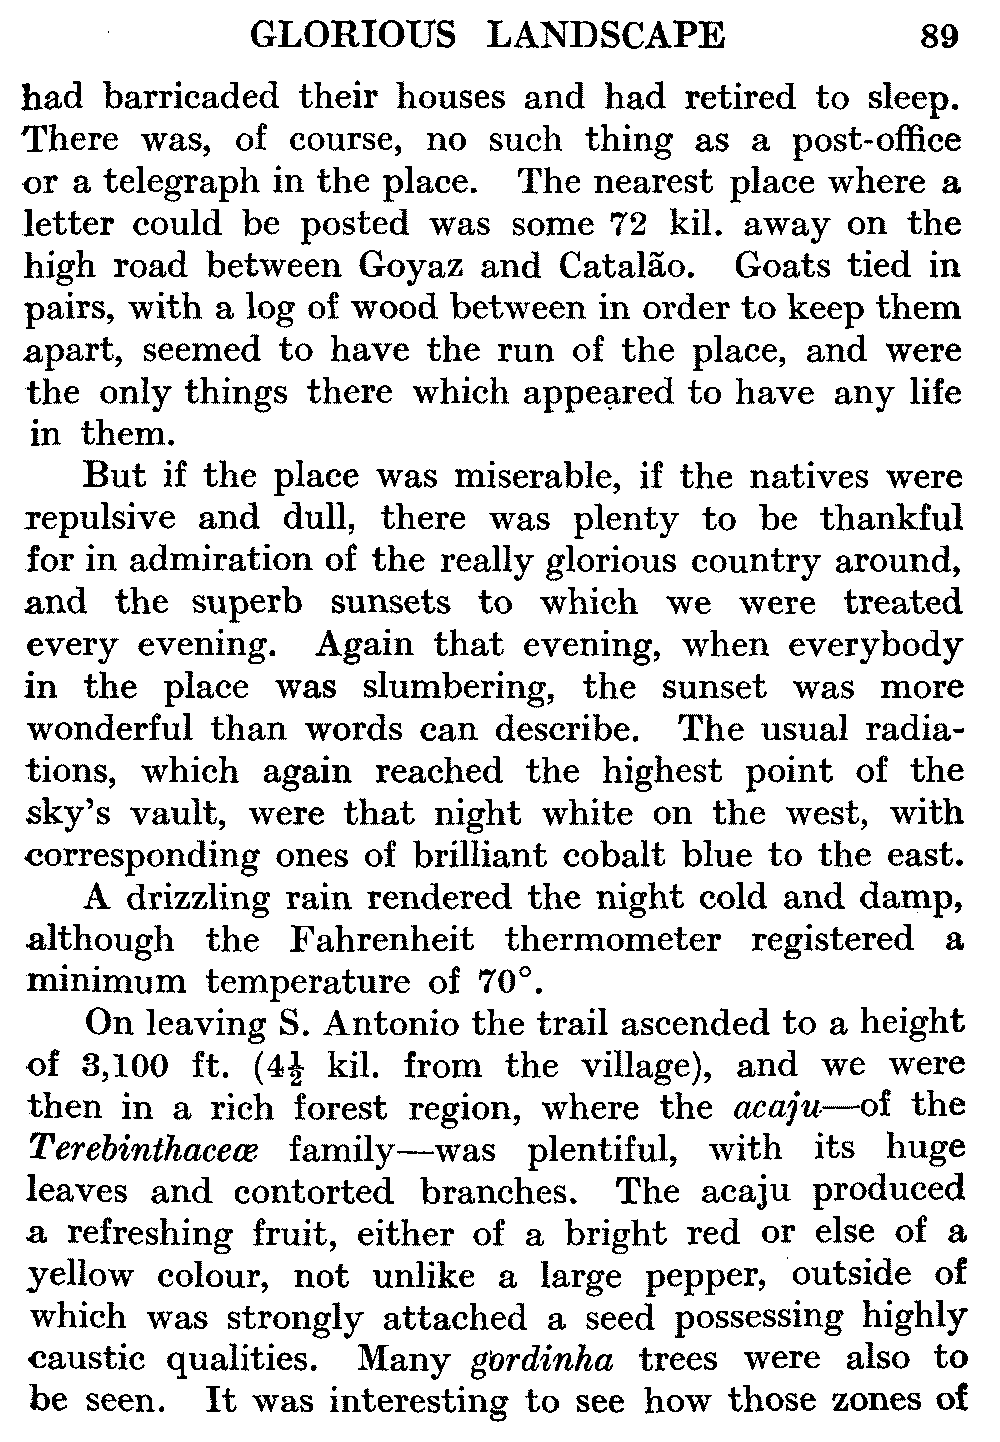 GLORIOUS LANDSCAPE 89
had barricaded their houses and had retired to sleep.
There was, of course, no such thing as a post-office
or a telegraph in the place. The nearest place where a
letter could be posted was some 72 kil. away on the
high road between Goyaz and Catalão. Goats tied in
pairs, with a log of wood between in order to keep them
apart, seemed to have the run of the place, and were
the only things there which appeared to have any life
in them.
But if the place was miserable, if the natives were
repulsive and dull, there was plenty to be thankful
for in admiration of the really glorious country around,
and the superb sunsets to which we were treated
every evening. Again that evening, when everybody
in the place was slumbering, the sunset was more
wonderful than words can describe. The usual radia-
tions, which again reached the highest point of the
sky's vault, were that night white on the west, with
corresponding ones of brilliant cobalt blue to the east.
A drizzling rain rendered the night cold and damp,
although the Fahrenheit thermometer registered a
minimum temperature of 70°.
On leaving S. Antonio the trail ascended to a height
of 3,100 ft. (4½ kil. from the village), and we were
then in a rich forest region, where the acaju—of the
Terebinthaceæ family—was plentiful, with its huge
leaves and contorted branches. The acaju produced
a refreshing fruit, either of a bright red or else of a
yellow colour, not unlike a large pepper, outside of
which was strongly attached a seed possessing highly
caustic qualities. Many gordinha trees were also to
be seen. It was interesting to see how those zones of